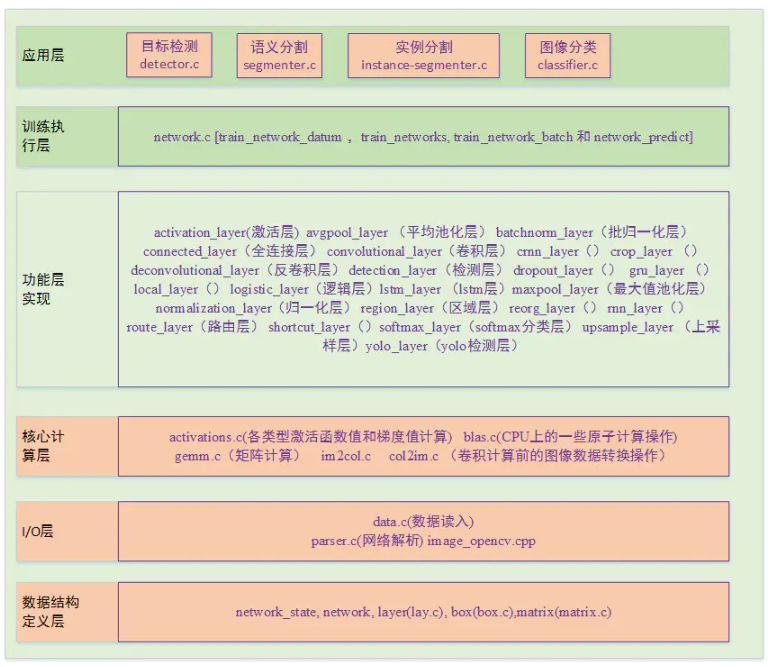 应用层
目标检测
detector.c
语义分割
segmenter.c
实例分割
instance-segmenter.c
图像分类
classifier.c
训练执
行层
network.c [train_network_datum ，train_networks, train_network_batch 和 network_predict]
功能层
实现
activation_layer(激活层) avgpool_layer （平均池化层） batchnorm_layer（批归一化层）
connected_layer（全连接层） convolutional_layer（卷积层） crnn_layer（） crop_layer （）
deconvolutional_layer（反卷积层） detection_layer（检测层） dropout_layer（） gru_layer （）
local_layer（） logistic_layer（逻辑层）lstm_layer （lstm层）maxpool_layer（最大值池化层）
normalization_layer（归一化层） region_layer（区域层） reorg_layer（） rnn_layer（）
route_layer（路由层） shortcut_layer（）softmax_layer（softmax分类层） upsample_layer （上采
样层）yolo_layer（yolo检测层）
核心计
算层
activations.c(各类型激活函数值和梯度值计算) blas.c(CPU上的一些原子计算操作)
gemm.c（矩阵计算） im2col.c col2im.c （卷积计算前的图像数据转换操作）
I/O层
data.c(数据读入)
parser.c(网络解析) image_opencv.cpp
数据结构
定义层
network_state, network, layer(lay.c), box(box.c),matrix(matrix.c)